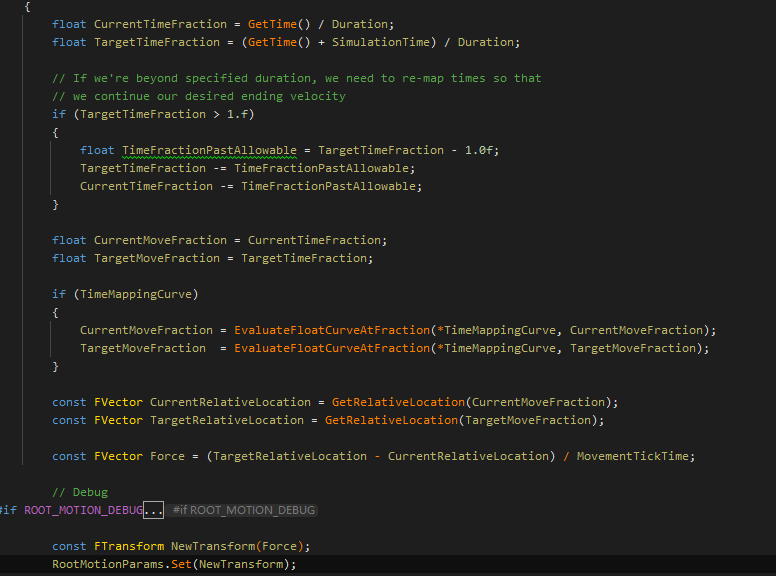 {
float CurrentTimeFraction = GetTime() / Duration;
float TargetTimeFraction = (GetTime() + SimulationTime) / Duration;
// If we're beyond specified duration, we need to re-map times so that
// we continue our desired ending velocity
if (TargetTimeFraction > 1.f)
{
float TimeFractionPastAllowable = TargetTimeFraction - 1.0f;
TargetTimeFraction -= TimeFractionPastAllowable;
CurrentTimeFraction -= TimeFractionPastAllowable;
}
float CurrentMoveFraction = CurrentTimeFraction;
float TargetMoveFraction = TargetTimeFraction;
if (TimeMappingCurve)
{
CurrentMoveFraction = EvaluateFloatCurveAtFraction(*TimeMappingCurve, CurrentMoveFraction);
TargetMoveFraction  = EvaluateFloatCurveAtFraction(*TimeMappingCurve, TargetMoveFraction);
}
const FVector CurrentRelativeLocation = GetRelativeLocation(CurrentMoveFraction);
const FVector TargetRelativeLocation = GetRelativeLocation(TargetMoveFraction);
const FVector Force = (TargetRelativeLocation - CurrentRelativeLocation) / MovementTickTime;
// Debug
#if ROOT_MOTION_DEBUG... #if ROOT_MOTION_DEBUG
const FTransform NewTransform(Force);
RootMotionParams.Set(NewTransform);